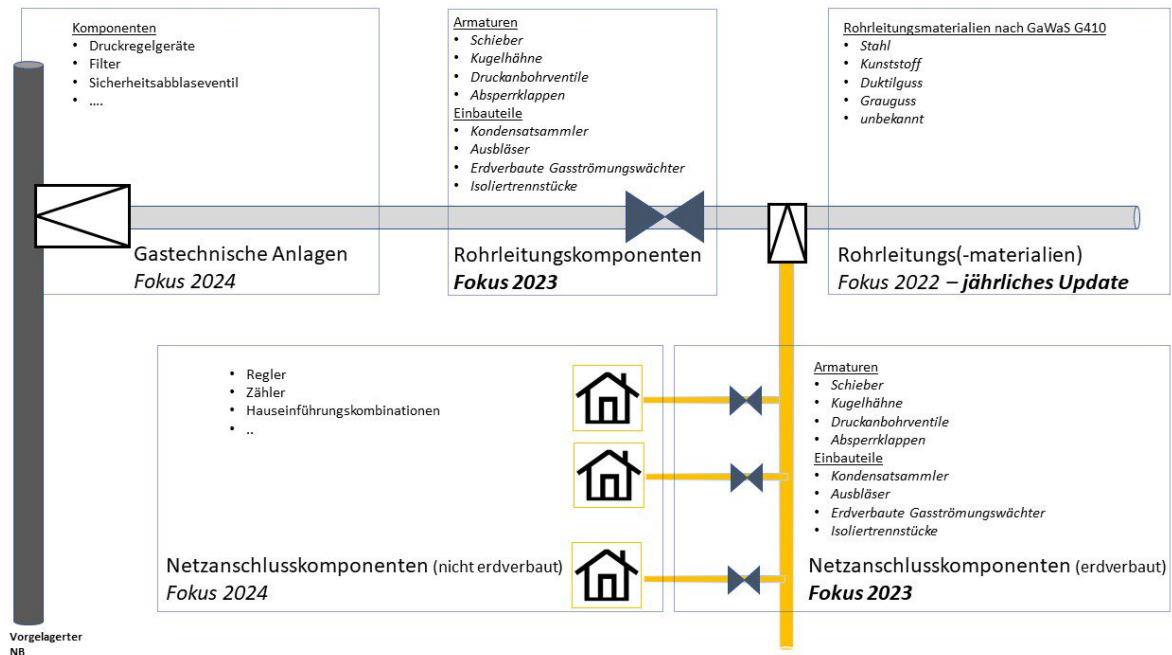 Komponenten
• Druckregelgeräte
• Filter
• Sicherheitsabblaseventil
• ....
Gastechnische Anlagen
Fokus 2024
Armaturen
• Schieber
• Kugelhähne
• Druckanbohrventile
• Absperrklappen
Einbauteile
• Kondensatsammler
• Ausbläser
• Erdverbaute Gasströmungswächter
• Isoliertrennstücke
Rohrleitungskomponenten
Fokus 2023
Rohrleitungsmaterialien nach GaWaS G410
• Stahl
• Kunststoff
• Duktilguss
• Grauguss
• unbekannt
Rohrleitungs(-materialien)
Fokus 2022 – jährliches Update
• Regler
• Zähler
• Hauseinführungskombinationen
• ..
Netzanschlusskomponenten (nicht erdverbaut)
Fokus 2024
Armaturen
• Schieber
• Kugelhähne
• Druckanbohrventile
• Absperrklappen
Einbauteile
• Kondensatsammler
• Ausbläser
• Erdverbaute Gasströmungswächter
• Isoliertrennstücke
Netzanschlusskomponenten (erdverbaut)
Fokus 2023
Vorgelagerter
NB